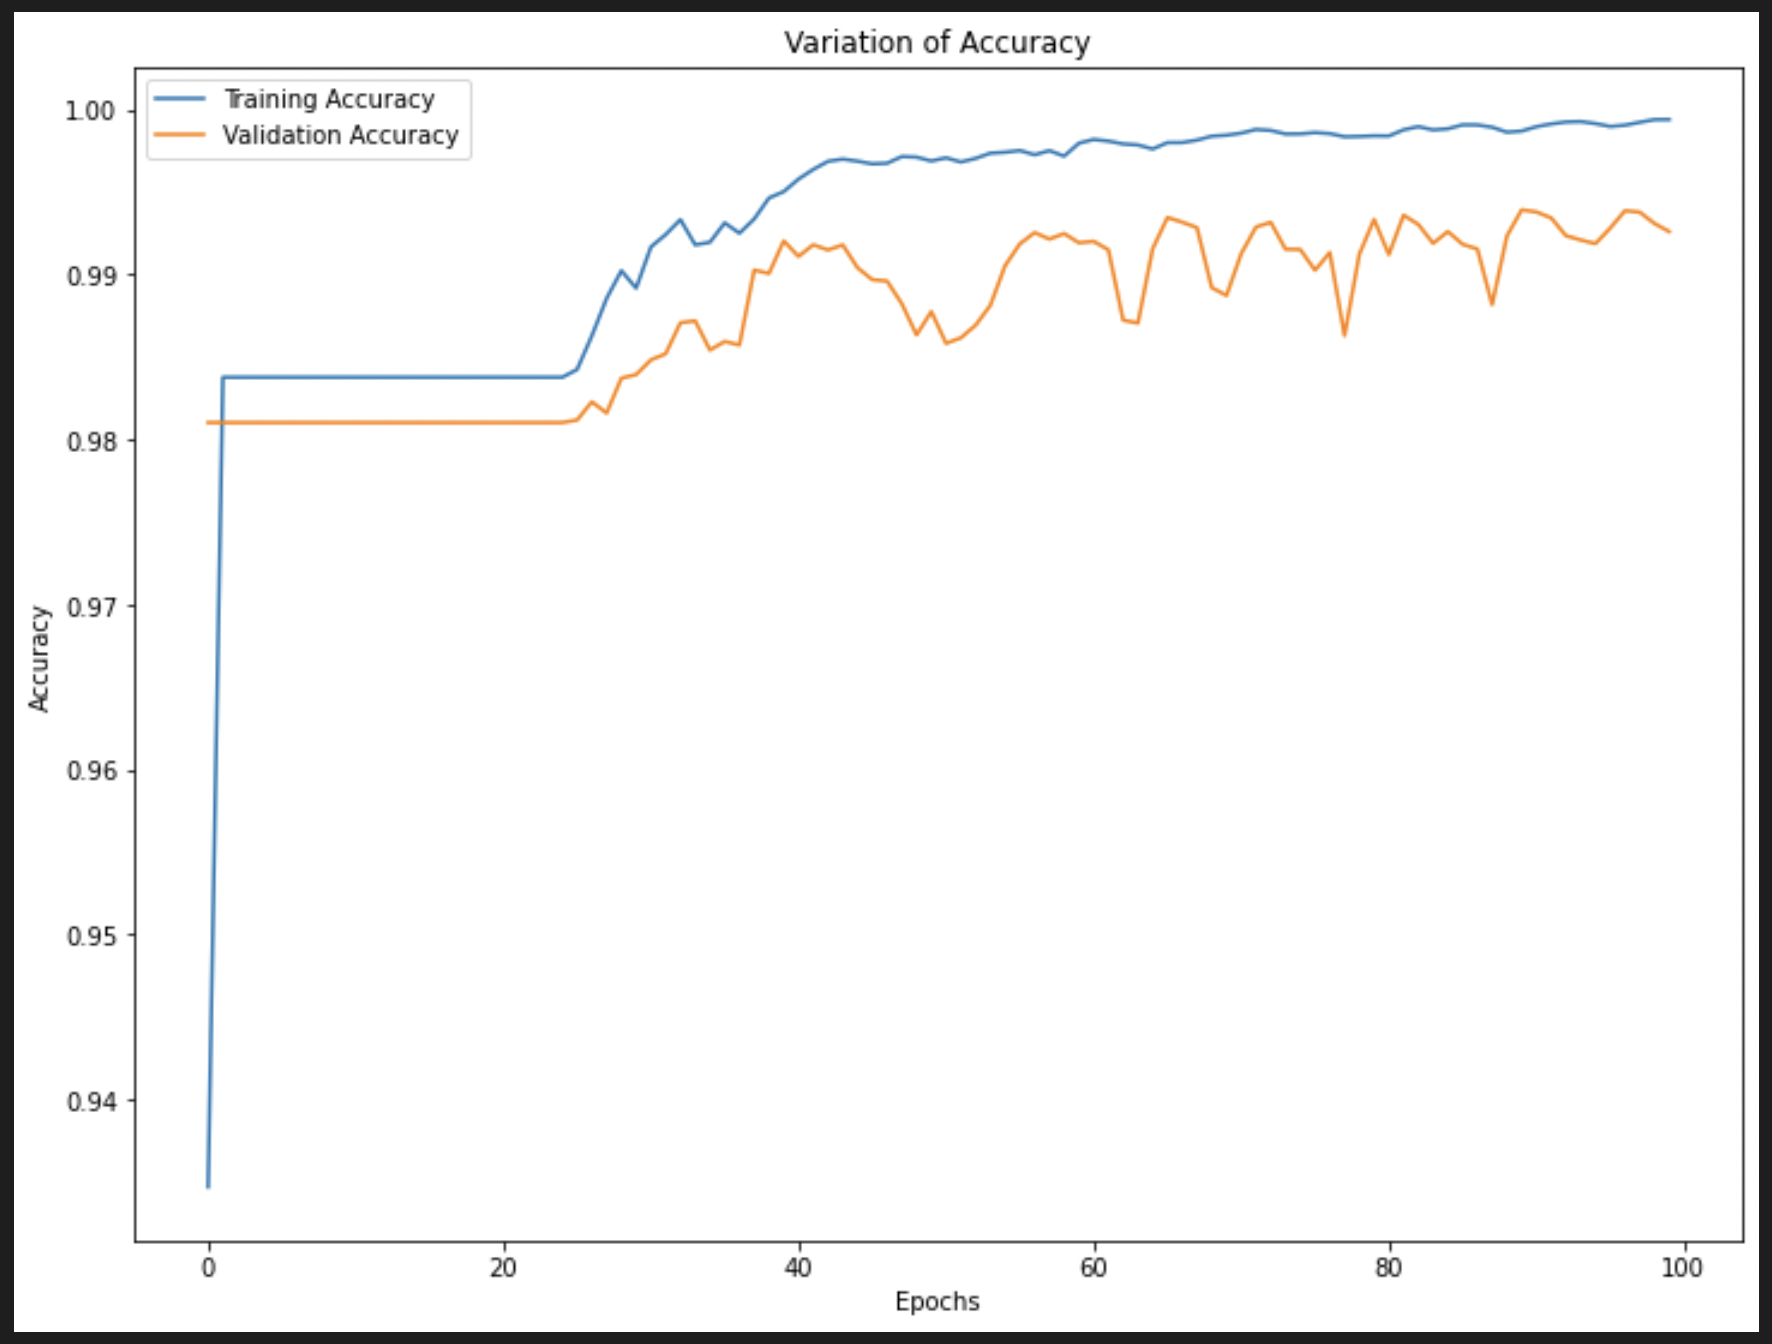 Variation of Accuracy
Training Accuracy
Validation Accuracy
1.00
0.99
0.98
0.97
0.96
0.95
0.94
Accuracy
0 20 40 60 80 100
Epochs